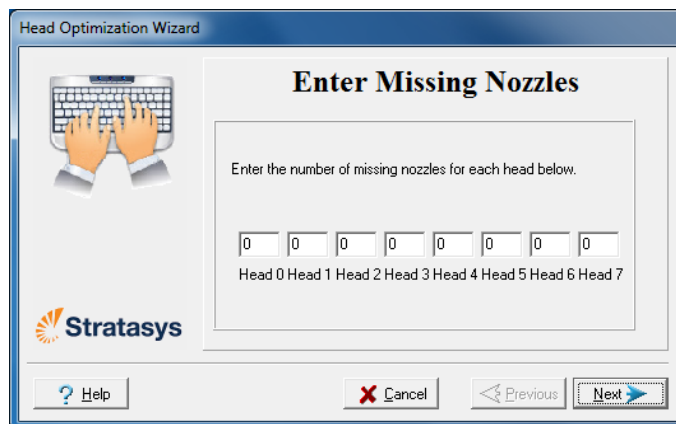 Head Optimization Wizard
Enter Missing Nozzles
Enter the number of missing nozzles for each head below.
0 0 0 0 0 0 0 0
Head 0 Head 1 Head 2 Head 3 Head 4 Head 5 Head 6 Head 7
Stratasys
? Help Cancel Previous Next